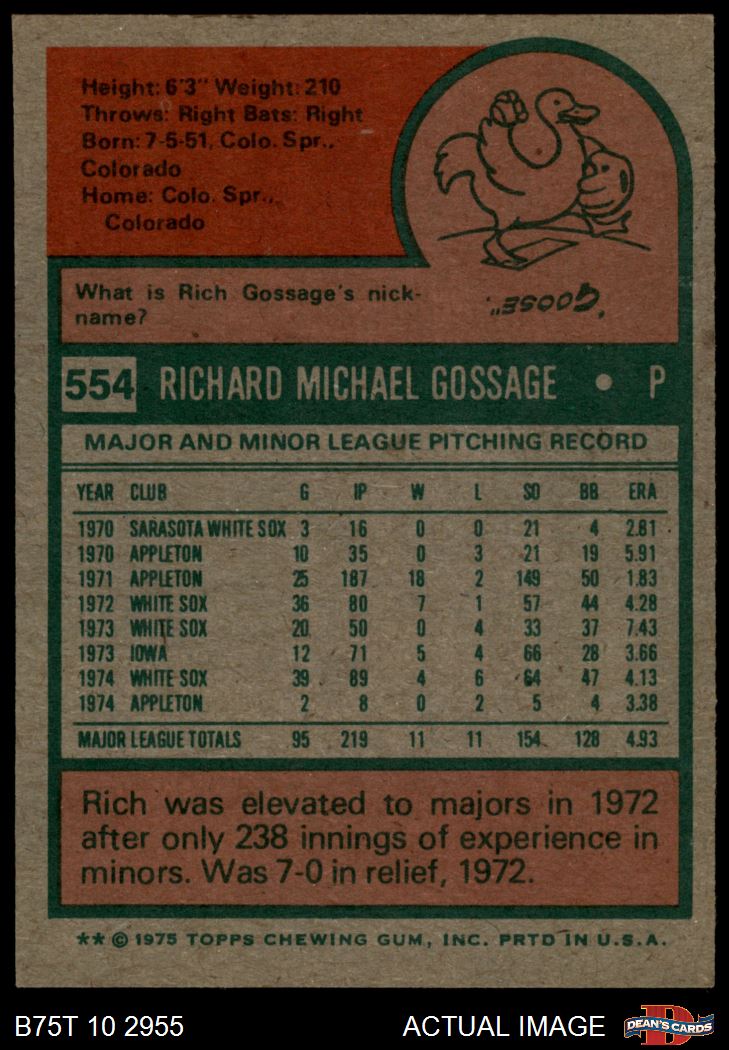 Height: 6'3" Weight: 210
Throws: Right Bats: Right
Born: 7-5-51, Colo. Spr.,
Colorado
Home: Colo. Spr.,
Colorado
What is Rich Gossage's nick-
name?
"GOOSE".
554 RICHARD MICHAEL GOSSAGE • P
MAJOR AND MINOR LEAGUE PITCHING RECORD
YEAR CLUB G IP W L SO BB ERA
1970 SARASOTA WHITE SOX 3 16 0 0 21 4 2.81
1970 APPLETON 10 35 0 3 21 19 5.91
1971 APPLETON 25 187 18 2 149 50 1.83
1972 WHITE SOX 36 80 7 1 57 44 4.28
1973 WHITE SOX 20 50 0 4 33 37 7.43
1973 IOWA 12 71 5 4 66 28 3.66
1974 WHITE SOX 39 89 4 6 64 47 4.13
1974 APPLETON 2 8 0 2 5 4 3.38
MAJOR LEAGUE TOTALS 95 219 11 11 154 128 4.93
Rich was elevated to majors in 1972
after only 238 innings of experience in
minors. Was 7-0 in relief, 1972.
** © 1975 TOPPS CHEWING GUM, INC. PRTD IN U.S.A.
B75T 10 2955 ACTUAL IMAGE DEAN'S CARDS